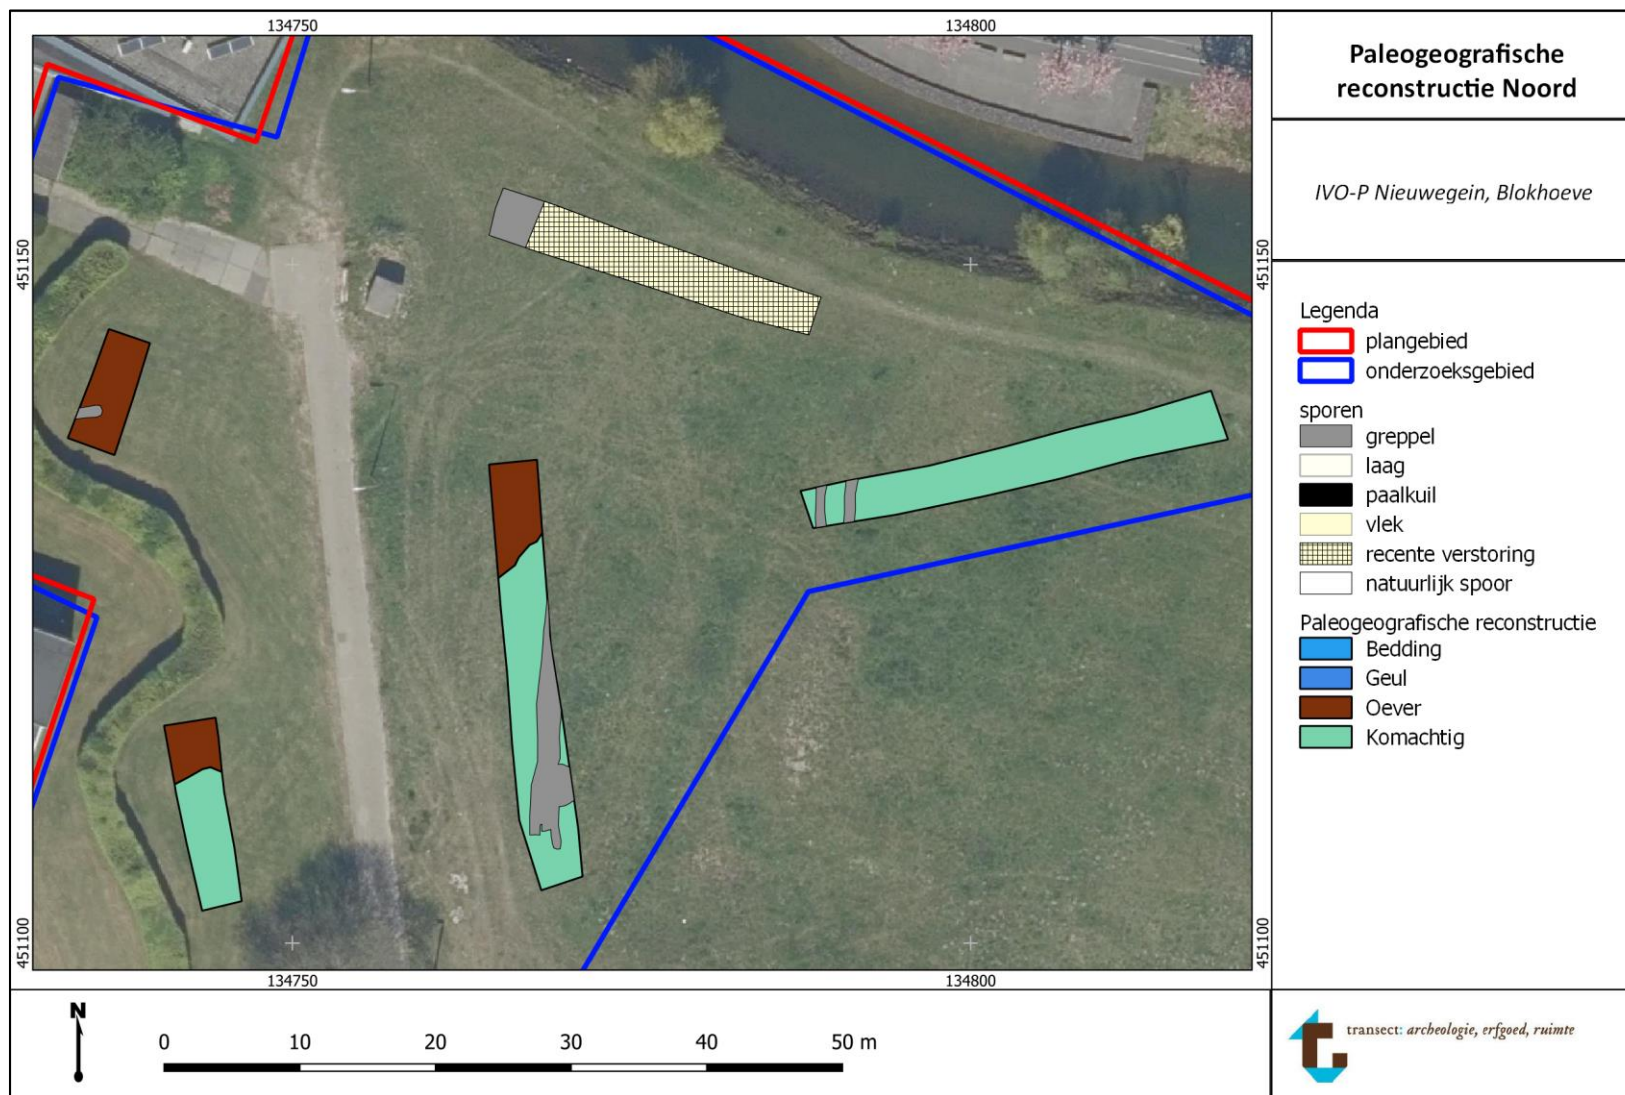 134750
134800
451150
451150
451100
451100
134750
134800
Paleogeografische
reconstructie Noord
IVO-P Nieuwegein, Blokhoeve
Legenda
plangebied
onderzoeksgebied
sporen
greppel
laag
paalkuil
vlek
recente verstoring
natuurlijk spoor
Paleogeografische reconstructie
Bedding
Geul
Oever
Komachtig
N
0 10 20 30 40 50 m
transect: archeologie, erfgoed, ruimte